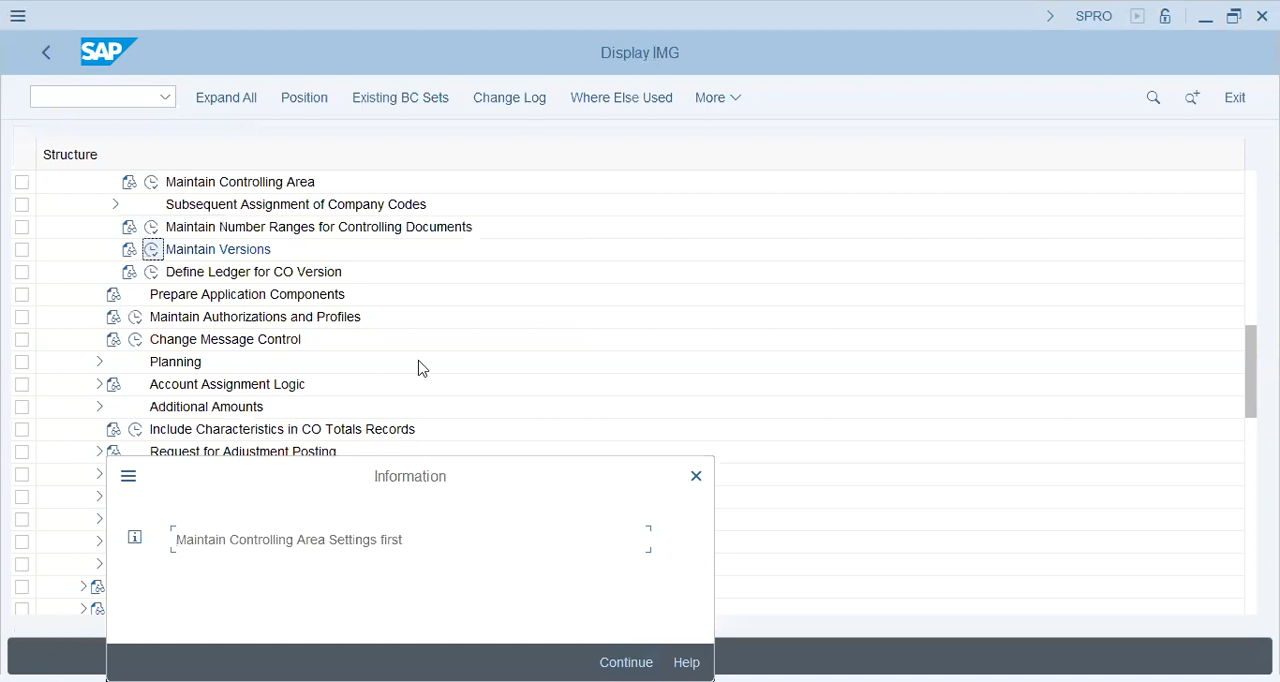 SPRO
SAP
Display IMG
Expand All Position Existing BC Sets Change Log Where Else Used More Exit
Structure
Maintain Controlling Area
Subsequent Assignment of Company Codes
Maintain Number Ranges for Controlling Documents
Maintain Versions
Define Ledger for CO Version
Prepare Application Components
Maintain Authorizations and Profiles
Change Message Control
Planning
Account Assignment Logic
Additional Amounts
Include Characteristics in CO Totals Records
Request for Adjustment Posting
Information
Maintain Controlling Area Settings first
Continue Help